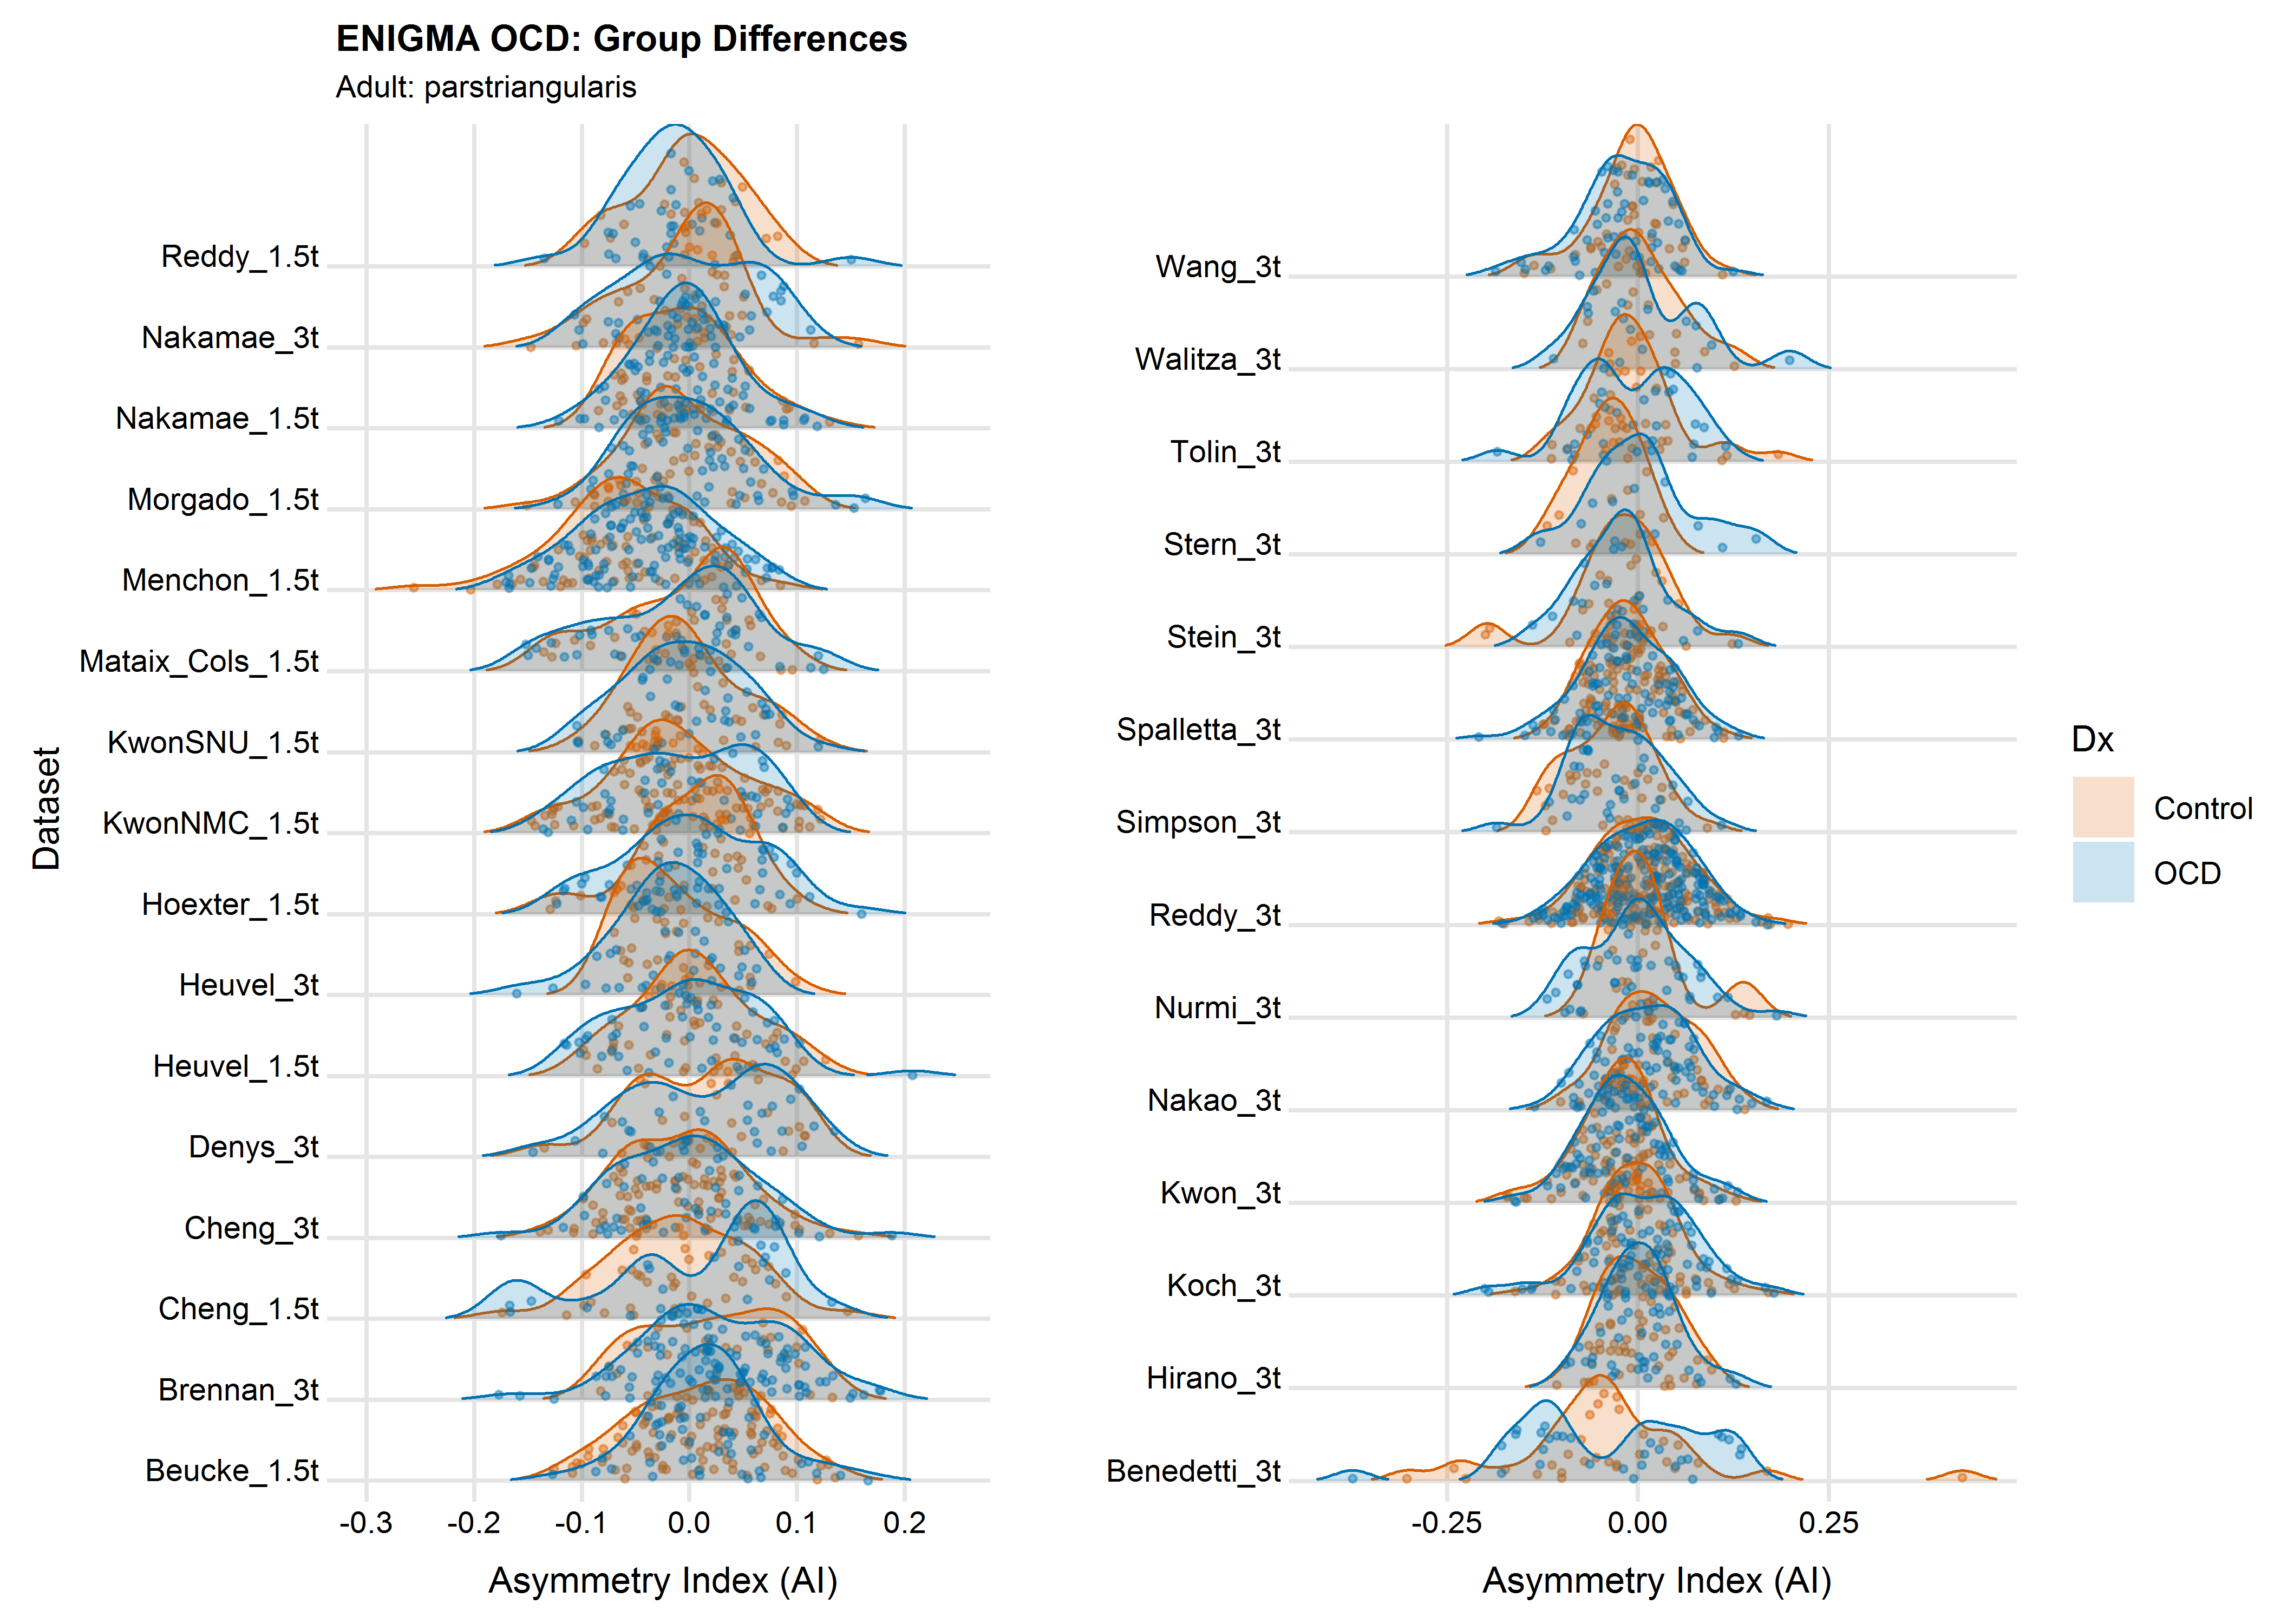 ENIGMA OCD: Group Differences
Adult: parstriangularis
Dataset
Reddy_1.5t
Nakamae_3t
Nakamae_1.5t
Morgado_1.5t
Menchon_1.5t
Mataix_Cols_1.5t
KwonSNU_1.5t
KwonNMC_1.5t
Hoexter_1.5t
Heuvel_3t
Heuvel_1.5t
Denys_3t
Cheng_3t
Cheng_1.5t
Brennan_3t
Beucke_1.5t
-0.3 -0.2 -0.1 0.0 0.1 0.2
Asymmetry Index (AI)
Wang_3t
Walitza_3t
Tolin_3t
Stern_3t
Stein_3t
Spalletta_3t
Simpson_3t
Reddy_3t
Nurmi_3t
Nakao_3t
Kwon_3t
Koch_3t
Hirano_3t
Benedetti_3t
-0.25 0.00 0.25
Asymmetry Index (AI)
Dx
Control
OCD